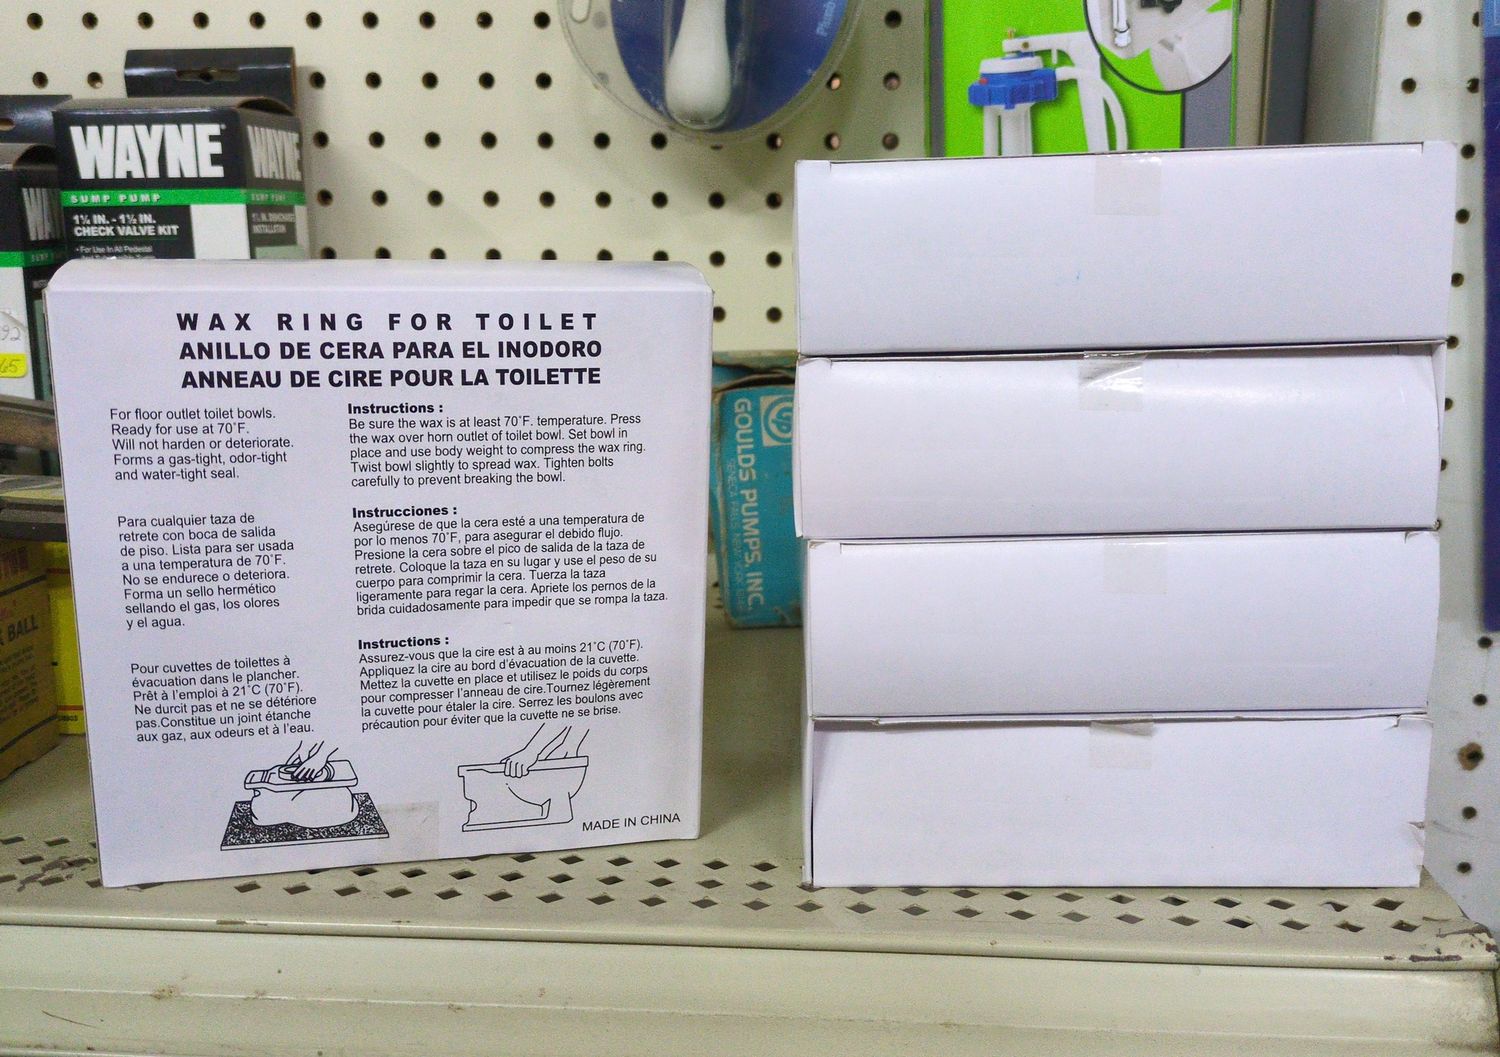 WAYNE
SUMP PUMP
1¼ IN. - 1½ IN.
CHECK VALVE KIT
• For Use In All Pedestal
WAYNE
SUMP PUMP
INSTALLATION
WAX RING FOR TOILET
ANILLO DE CERA PARA EL INODORO
ANNEAU DE CIRE POUR LA TOILETTE
For floor outlet toilet bowls.
Ready for use at 70˚F.
Will not harden or deteriorate.
Forms a gas-tight, odor-tight
and water-tight seal.
Instructions :
Be sure the wax is at least 70˚F. temperature. Press
the wax over horn outlet of toilet bowl. Set bowl in
place and use body weight to compress the wax ring.
Twist bowl slightly to spread wax. Tighten bolts
carefully to prevent breaking the bowl.
Para cualquier taza de
retrete con boca de salida
de piso. Lista para ser usada
a una temperatura de 70˚F.
No se endurece o deteriora.
Forma un sello hermético
sellando el gas, los olores
y el agua.
Instrucciones :
Asegúrese de que la cera esté a una temperatura de
por lo menos 70˚F, para asegurar el debido flujo.
Presione la cera sobre el pico de salida de la taza de
retrete. Coloque la taza en su lugar y use el peso de su
cuerpo para comprimir la cera. Tuerza la taza
ligeramente para regar la cera. Apriete los pernos de la
brida cuidadosamente para impedir que se rompa la taza.
Pour cuvettes de toilettes à
évacuation dans le plancher.
Prêt à l'emploi à 21˚C (70˚F).
Ne durcit pas et ne se détériore
pas.Constitue un joint étanche
aux gaz, aux odeurs et à l'eau.
Instructions :
Assurez-vous que la cire est à au moins 21˚C (70˚F).
Appliquez la cire au bord d'évacuation de la cuvette.
Mettez la cuvette en place et utilisez le poids du corps
pour compresser l'anneau de cire.Tournez légèrement
la cuvette pour étaler la cire. Serrez les boulons avec
précaution pour éviter que la cuvette ne se brise.
MADE IN CHINA
GOULDS PUMPS, INC.
SENECA FALLS, NEW YORK
BALL